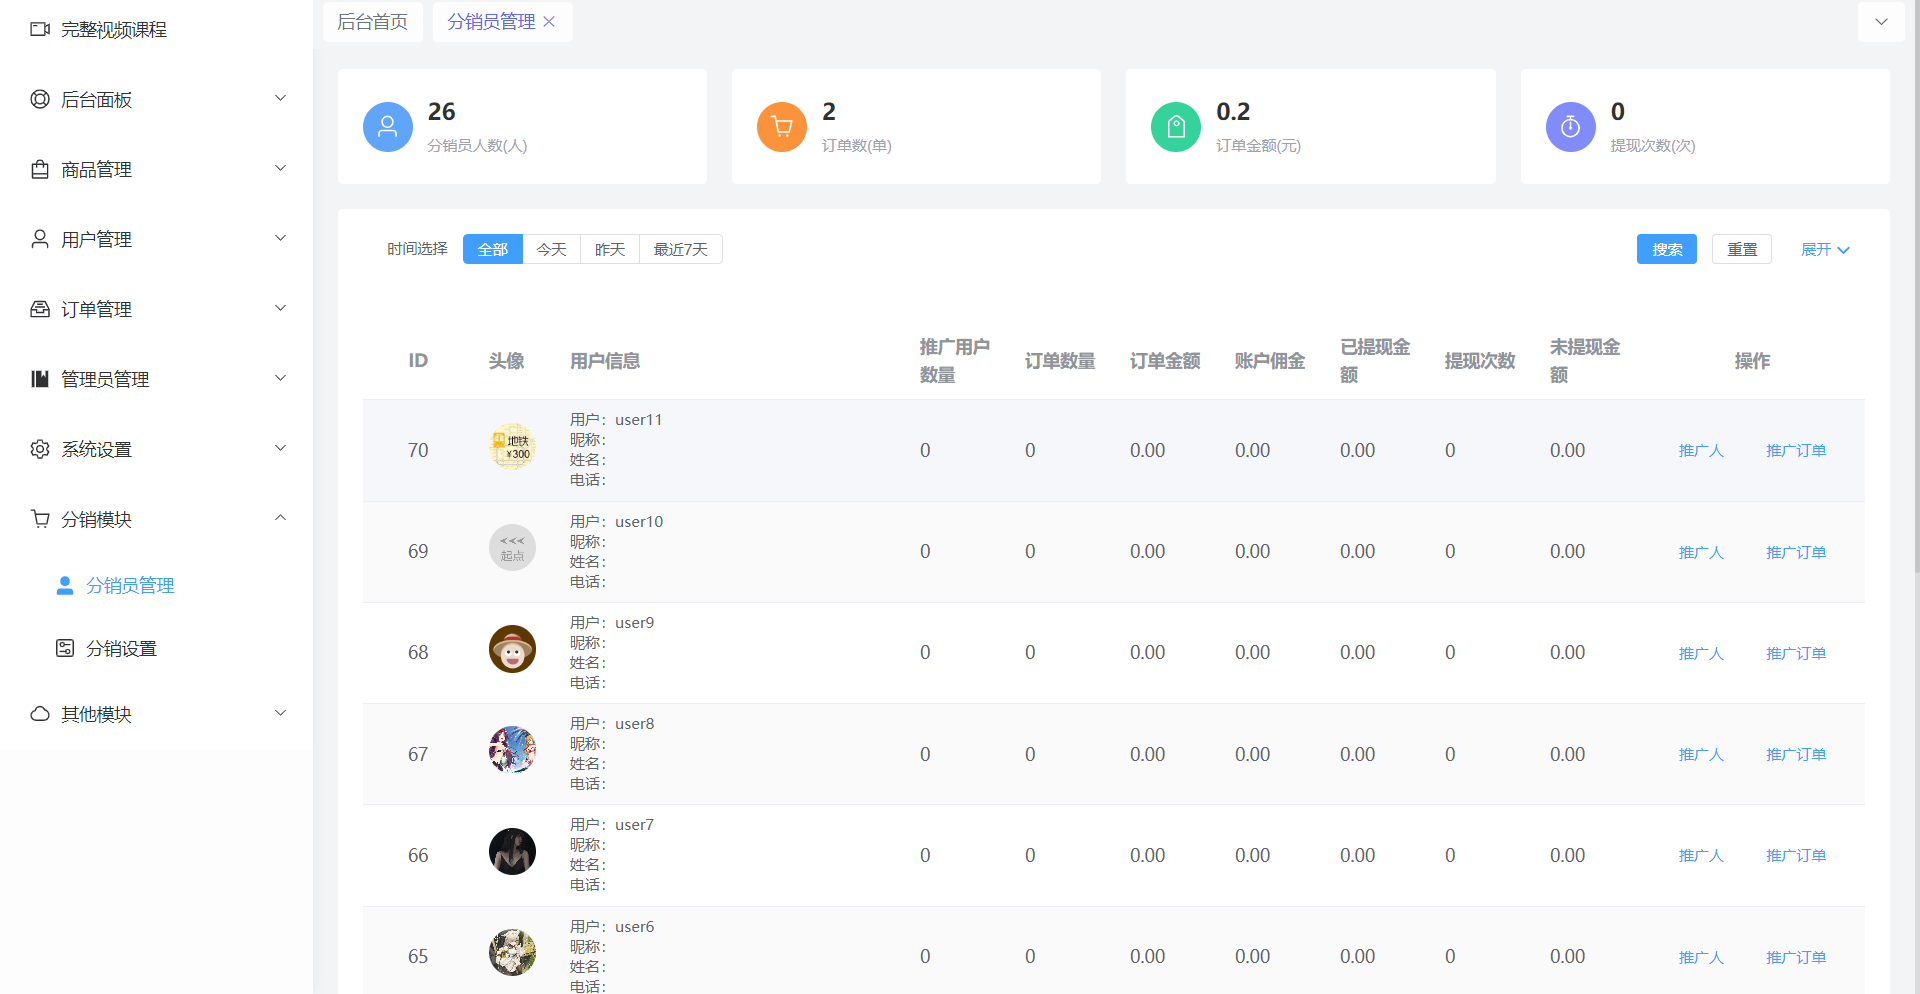 完整视频课程
后台面板
商品管理
用户管理
订单管理
管理员管理
系统设置
分销模块
分销员管理
分销设置
其他模块
后台首页
分销员管理
26
分销员人数(人)
2
订单数(单)
0.2
订单金额(元)
0
提现次数(次)
时间选择 全部 今天 昨天 最近7天 搜索 重置 展开
ID 头像 用户信息 推广用户数量 订单数量 订单金额 账户佣金 已提现金额 提现次数 未提现金额 操作
70
地铁
¥300
用户：user11
昵称：
姓名：
电话：
0 0 0.00 0.00 0.00 0 0.00 推广人 推广订单
69
<<<
起点
用户：user10
昵称：
姓名：
电话：
0 0 0.00 0.00 0.00 0 0.00 推广人 推广订单
68
用户：user9
昵称：
姓名：
电话：
0 0 0.00 0.00 0.00 0 0.00 推广人 推广订单
67
用户：user8
昵称：
姓名：
电话：
0 0 0.00 0.00 0.00 0 0.00 推广人 推广订单
66
用户：user7
昵称：
姓名：
电话：
0 0 0.00 0.00 0.00 0 0.00 推广人 推广订单
65
用户：user6
昵称：
姓名：
电话：
0 0 0.00 0.00 0.00 0 0.00 推广人 推广订单